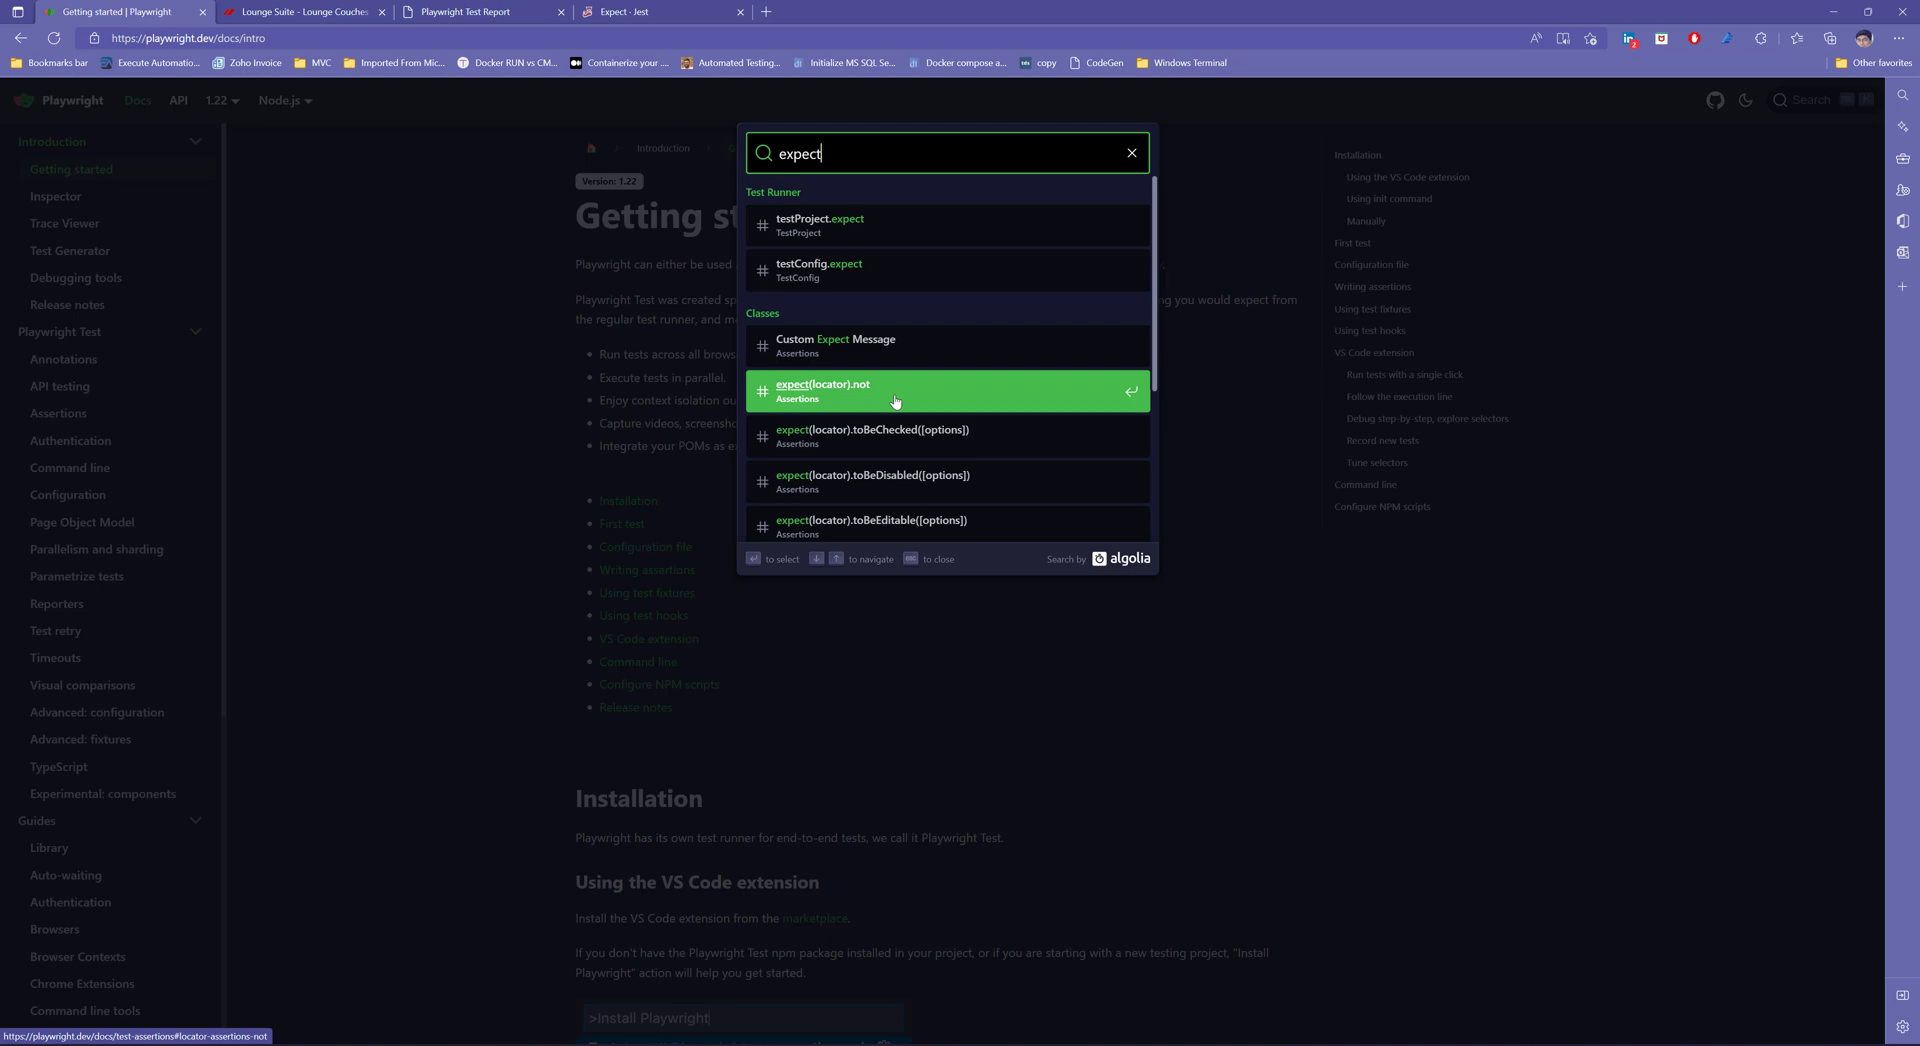 Getting started | Playwright
Lounge Suite - Lounge Couches
Playwright Test Report
Expect · Jest
https://playwright.dev/docs/intro
Bookmarks bar
Execute Automatio...
Zoho Invoice
MVC
Imported From Mic...
Docker RUN vs CM...
Containerize your ....
Automated Testing...
Initialize MS SQL Se...
Docker compose a...
copy
CodeGen
Windows Terminal
Other favorites
Playwright
Docs
API
1.22
Node.js
Search
Introduction
Getting started
Inspector
Trace Viewer
Test Generator
Debugging tools
Release notes
Playwright Test
Annotations
API testing
Assertions
Authentication
Command line
Configuration
Page Object Model
Parallelism and sharding
Parametrize tests
Reporters
Test retry
Timeouts
Visual comparisons
Advanced: configuration
Advanced: fixtures
TypeScript
Experimental: components
Guides
Library
Auto-waiting
Authentication
Browsers
Browser Contexts
Chrome Extensions
Command line tools
Introduction
Version: 1.22
Getting s
Playwright can either be used
Playwright Test was created sp
ng you would expect from
the regular test runner, and m
Run tests across all brows
Execute tests in parallel.
Enjoy context isolation ou
Capture videos, screensho
Integrate your POMs as e
Installation
First test
Configuration file
Writing assertions
Using test fixtures
Using test hooks
VS Code extension
Command line
Configure NPM scripts
Release notes
expect
Test Runner
testProject.expect
TestProject
testConfig.expect
TestConfig
Classes
Custom Expect Message
Assertions
expect(locator).not
Assertions
expect(locator).toBeChecked([options])
Assertions
expect(locator).toBeDisabled([options])
Assertions
expect(locator).toBeEditable([options])
Assertions
to select
to navigate
to close
Search by
algolia
Installation
Playwright has its own test runner for end-to-end tests, we call it Playwright Test.
Using the VS Code extension
Install the VS Code extension from the marketplace.
If you don't have the Playwright Test npm package installed in your project, or if you are starting with a new testing project, "Install
Playwright" action will help you get started.
>Install Playwright
Installation
Using the VS Code extension
Using init command
Manually
First test
Configuration file
Writing assertions
Using test fixtures
Using test hooks
VS Code extension
Run tests with a single click
Follow the execution line
Debug step-by-step, explore selectors
Record new tests
Tune selectors
Command line
Configure NPM scripts
https://playwright.dev/docs/test-assertions#locator-assertions-not